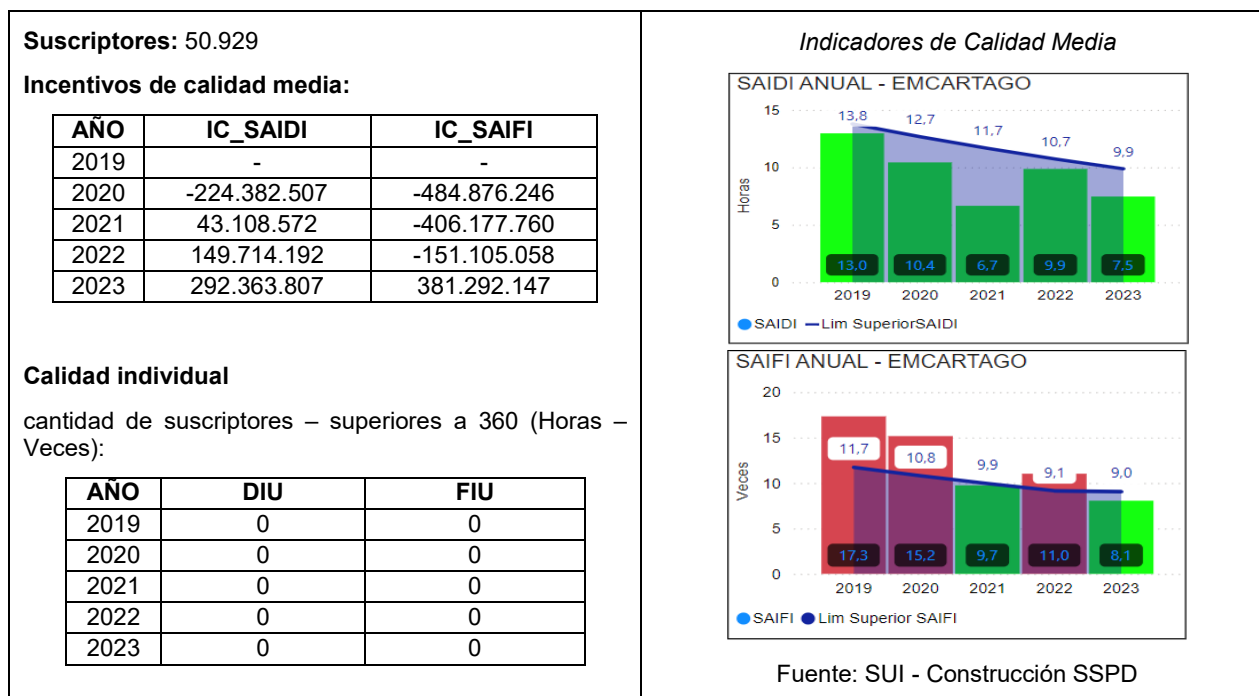 Suscriptores: 50.929
Incentivos de calidad media:
AÑO IC_SAIDI IC_SAIFI
2019 - -
2020 -224.382.507 -484.876.246
2021 43.108.572 -406.177.760
2022 149.714.192 -151.105.058
2023 292.363.807 381.292.147
Calidad individual
cantidad de suscriptores – superiores a 360 (Horas –
Veces):
AÑO DIU FIU
2019 0 0
2020 0 0
2021 0 0
2022 0 0
2023 0 0
Indicadores de Calidad Media
SAIDI ANUAL - EMCARTAGO
15
10
5
0
Horas
13,8 12,7 11,7 10,7 9,9
13,0 10,4 6,7 9,9 7,5
2019 2020 2021 2022 2023
SAIDI Lim SuperiorSAIDI
SAIFI ANUAL - EMCARTAGO
20
15
10
5
0
Veces
11,7 10,8 9,9 9,1 9,0
17,3 15,2 9,7 11,0 8,1
2019 2020 2021 2022 2023
SAIFI Lim Superior SAIFI
Fuente: SUI - Construcción SSPD